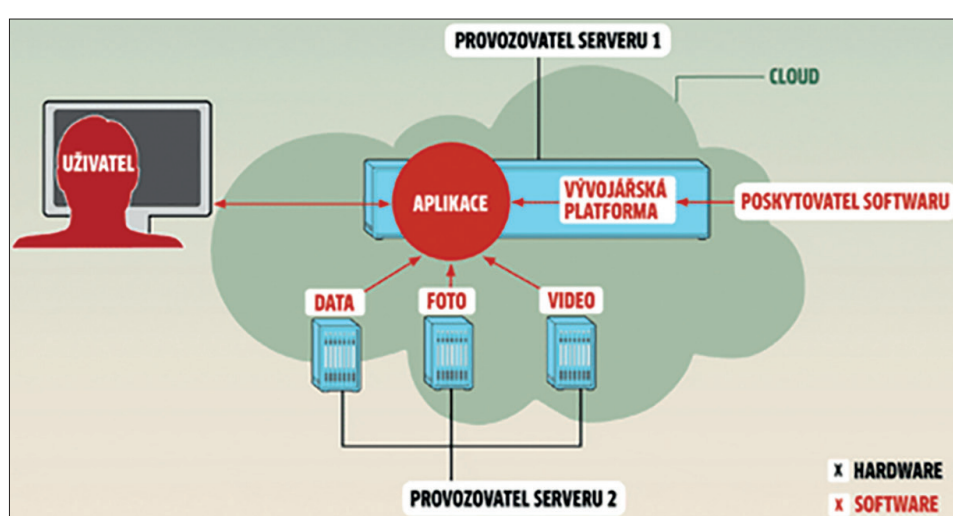 PROVOZOVATEL SERVERU 1
CLOUD
UŽIVATEL
APLIKACE
VÝVOJÁŘSKÁ
PLATFORMA
POSKYTOVATEL SOFTWARU
DATA
FOTO
VIDEO
PROVOZOVATEL SERVERU 2
X HARDWARE
X SOFTWARE